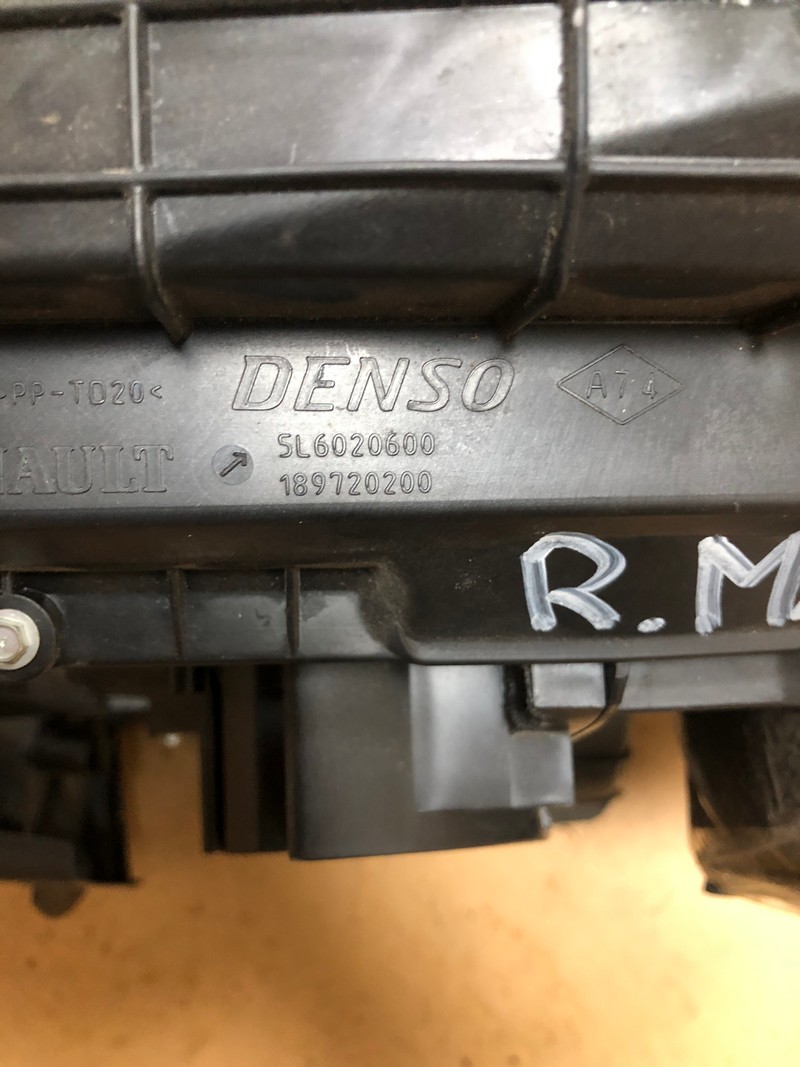 >PP-TD20<
DENSO
AT4
5L6020600
189720200
R.M